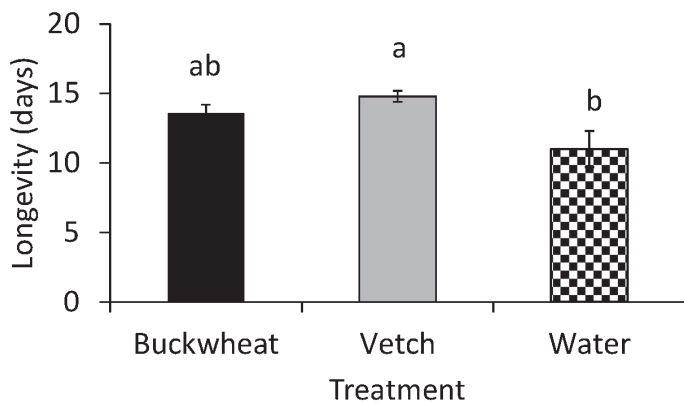 20
15
10
5
0
Longevity (days)
ab
a
b
Buckwheat Vetch Water
Treatment